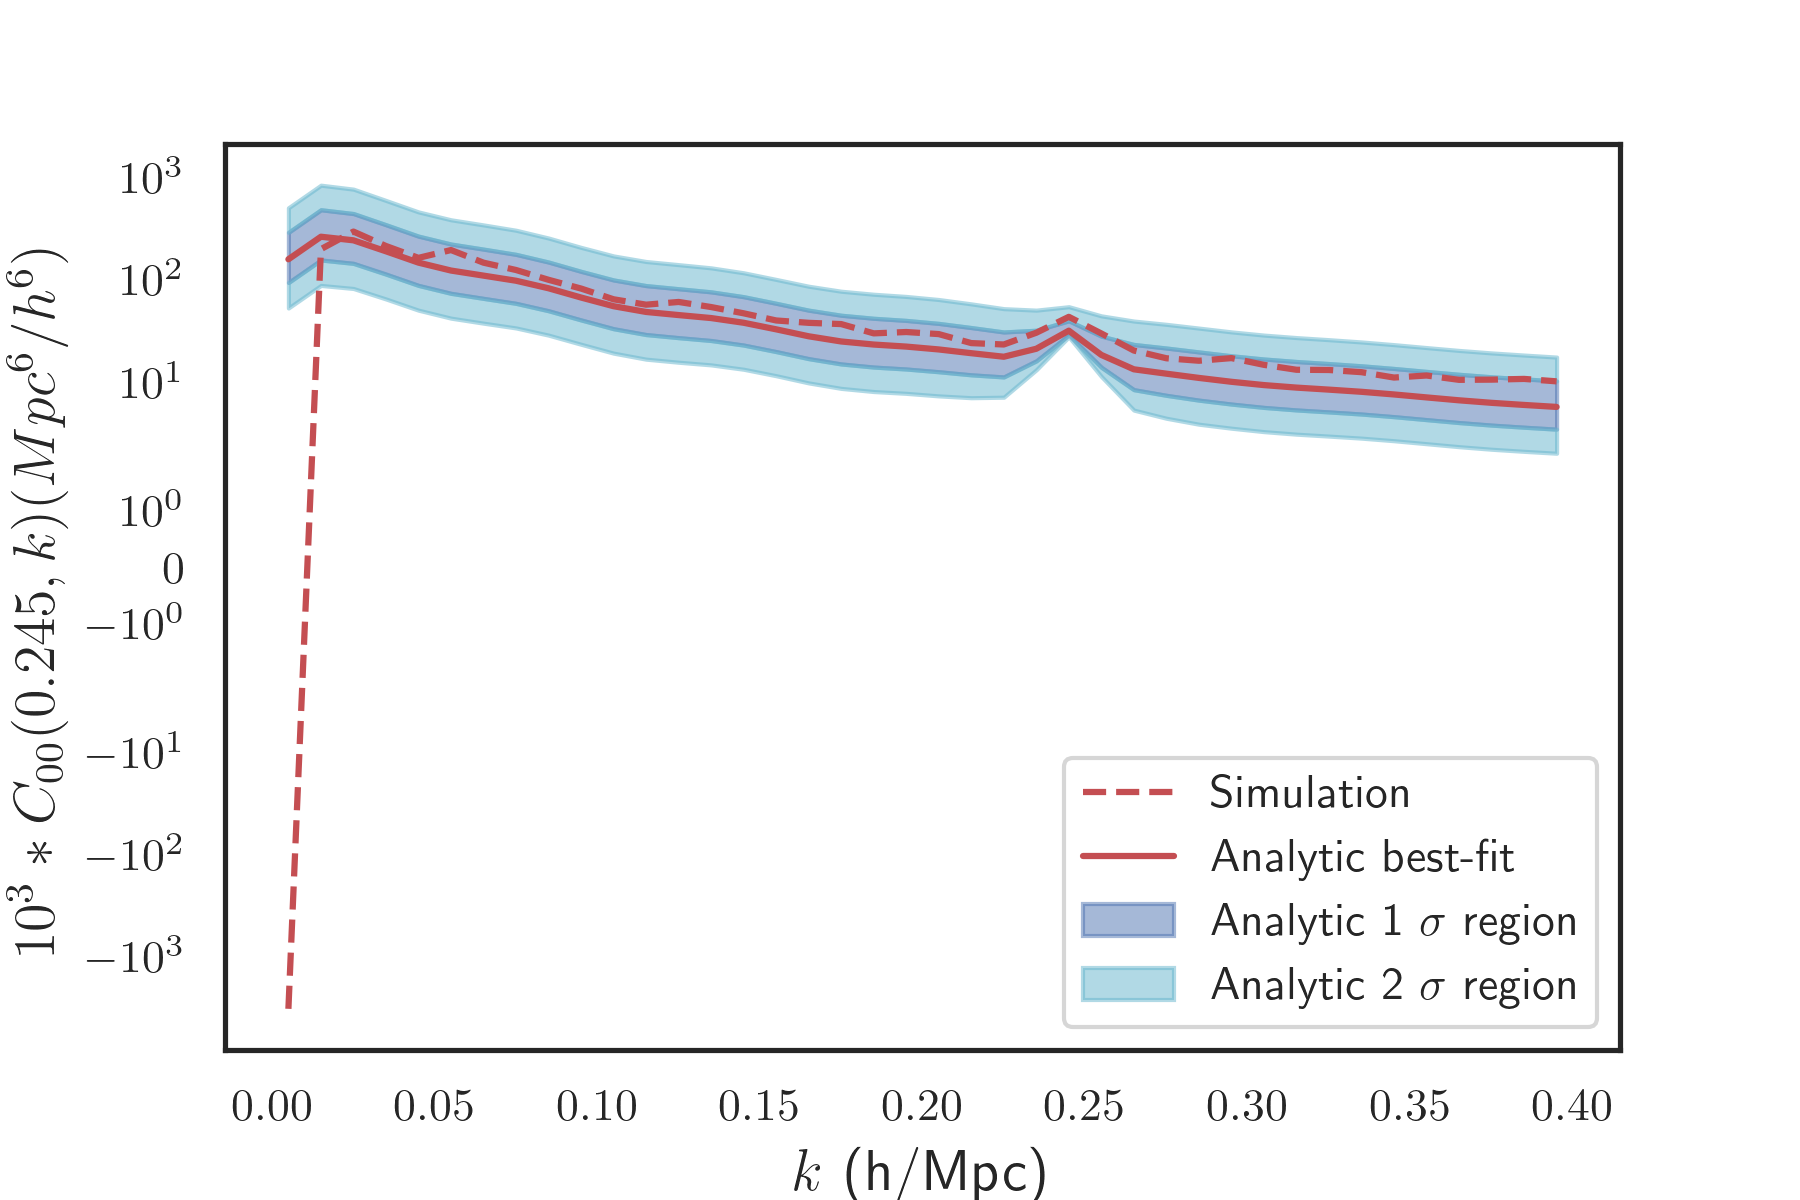 10³ * C₀₀(0.245, k)(Mpc⁶/h⁶)
10³
10²
10¹
10⁰
0
−10⁰
−10¹
−10²
−10³
Simulation
Analytic best-fit
Analytic 1 σ region
Analytic 2 σ region
0.00 0.05 0.10 0.15 0.20 0.25 0.30 0.35 0.40
k (h/Mpc)